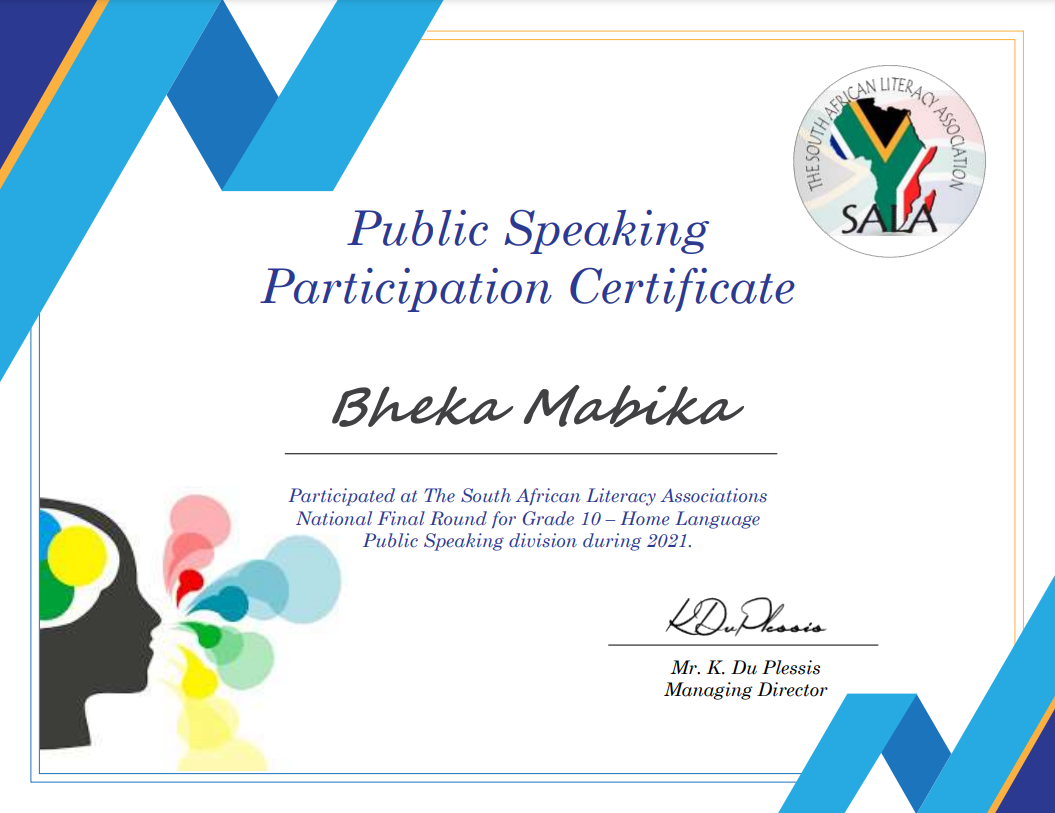 THE SOUTH AFRICAN LITERACY ASSOCIATION
SALA
Public Speaking
Participation Certificate
Bheka Mabika
Participated at The South African Literacy Associations
National Final Round for Grade 10 – Home Language
Public Speaking division during 2021.
K Du Plessis
Mr. K. Du Plessis
Managing Director